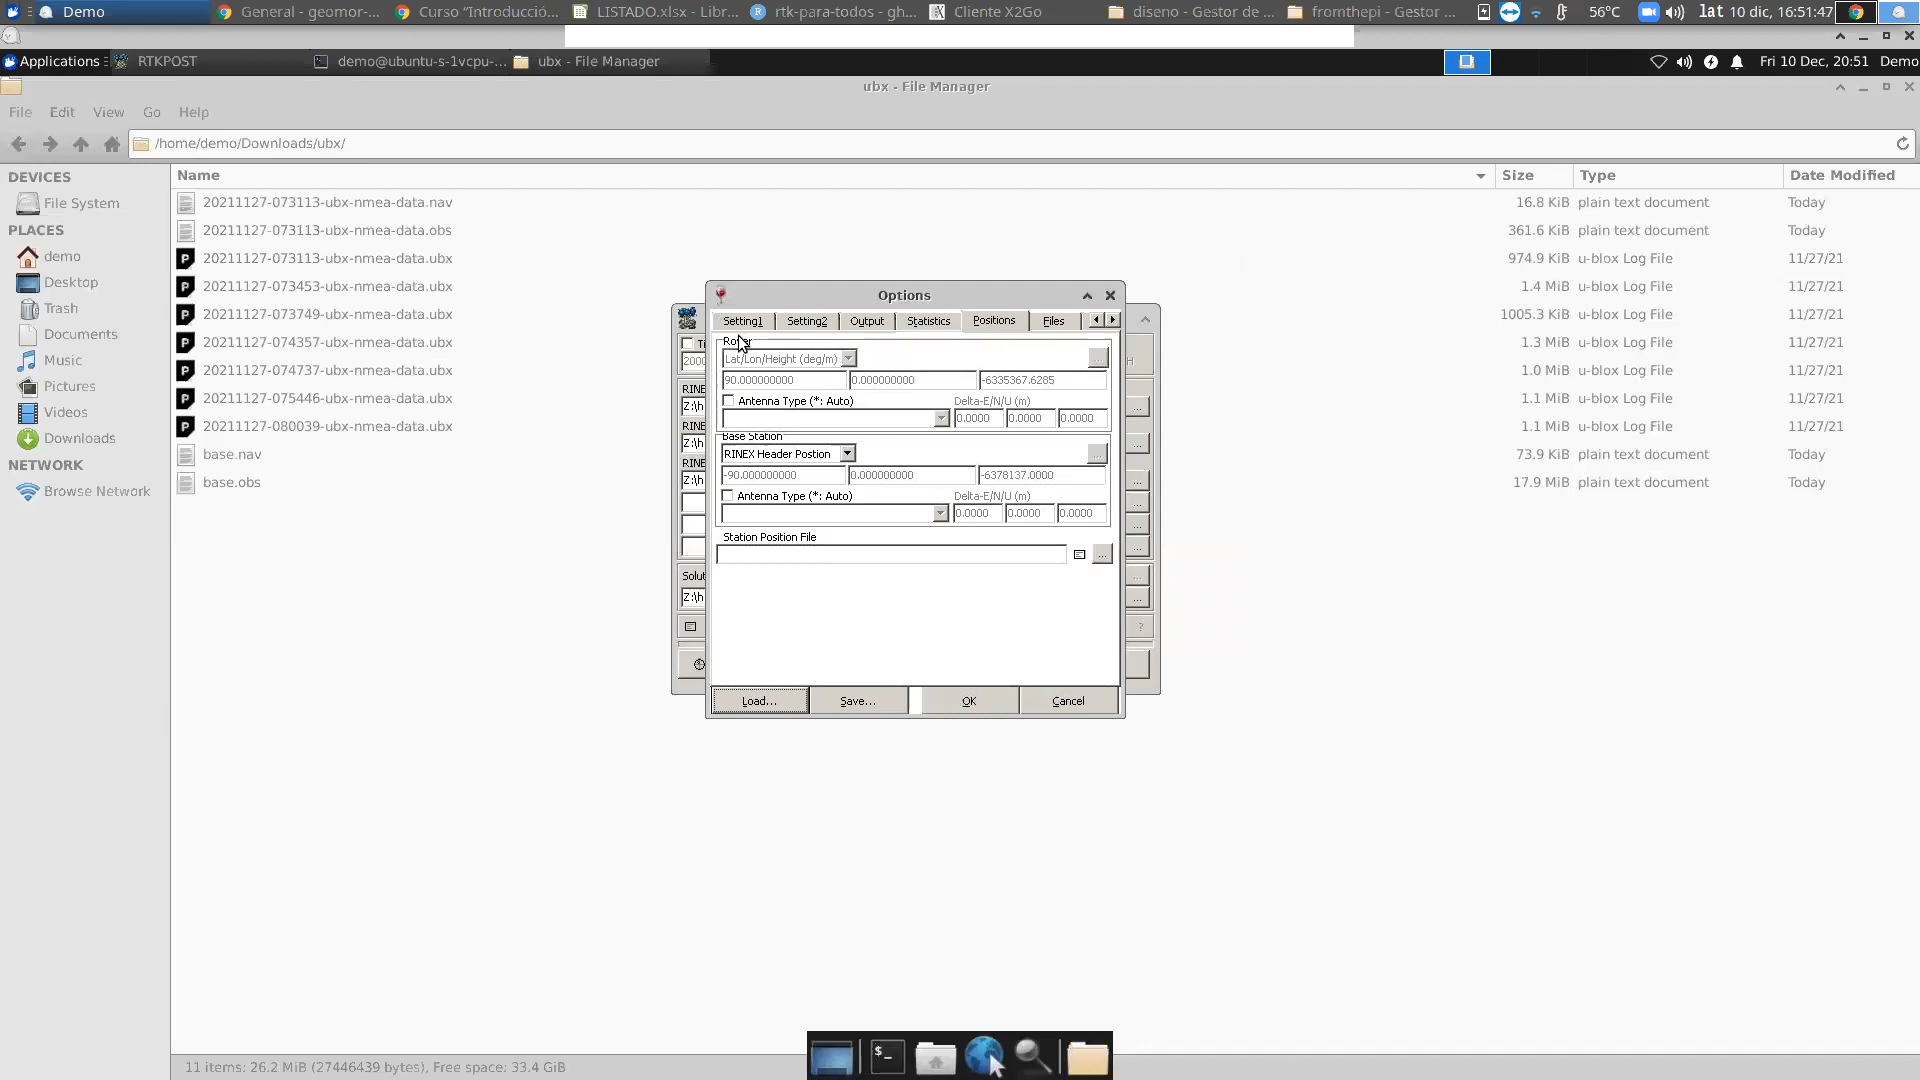 Demo
General - geomor-...
Curso “Introducció...
LISTADO.xlsx - Libr...
rtk-para-todos - gh...
Cliente X2Go
diseno - Gestor de ...
fromthepi - Gestor ...
56°C
lat 10 dic, 16:51:47
Applications
RTKPOST
demo@ubuntu-s-1vcpu-...
ubx - File Manager
Fri 10 Dec, 20:51
Demo
ubx - File Manager
File Edit View Go Help
/home/demo/Downloads/ubx/
DEVICES
File System
PLACES
demo
Desktop
Trash
Documents
Music
Pictures
Videos
Downloads
NETWORK
Browse Network
Name Size Type Date Modified
20211127-073113-ubx-nmea-data.nav 16.8 KiB plain text document Today
20211127-073113-ubx-nmea-data.obs 361.6 KiB plain text document Today
20211127-073113-ubx-nmea-data.ubx 974.9 KiB u-blox Log File 11/27/21
20211127-073453-ubx-nmea-data.ubx 1.4 MiB u-blox Log File 11/27/21
20211127-073749-ubx-nmea-data.ubx 1005.3 KiB u-blox Log File 11/27/21
20211127-074357-ubx-nmea-data.ubx 1.3 MiB u-blox Log File 11/27/21
20211127-074737-ubx-nmea-data.ubx 1.0 MiB u-blox Log File 11/27/21
20211127-075446-ubx-nmea-data.ubx 1.1 MiB u-blox Log File 11/27/21
20211127-080039-ubx-nmea-data.ubx 1.1 MiB u-blox Log File 11/27/21
base.nav 73.9 KiB plain text document Today
base.obs 17.9 MiB plain text document Today
Options
Setting1 Setting2 Output Statistics Positions Files
Rover
Lat/Lon/Height (deg/m)
90.000000000 0.000000000 -6335367.6285
Antenna Type (*: Auto) Delta-E/N/U (m)
0.0000 0.0000 0.0000
Base Station
RINEX Header Postion
-90.000000000 0.000000000 -6378137.0000
Antenna Type (*: Auto) Delta-E/N/U (m)
0.0000 0.0000 0.0000
Station Position File
...
Load... Save... OK Cancel
Ti
2000
H
RINE
Z:\h
RINE
Z:\h
RINE
Z:\h
Solut
Z:\h
?
11 items: 26.2 MiB (27446439 bytes), Free space: 33.4 GiB